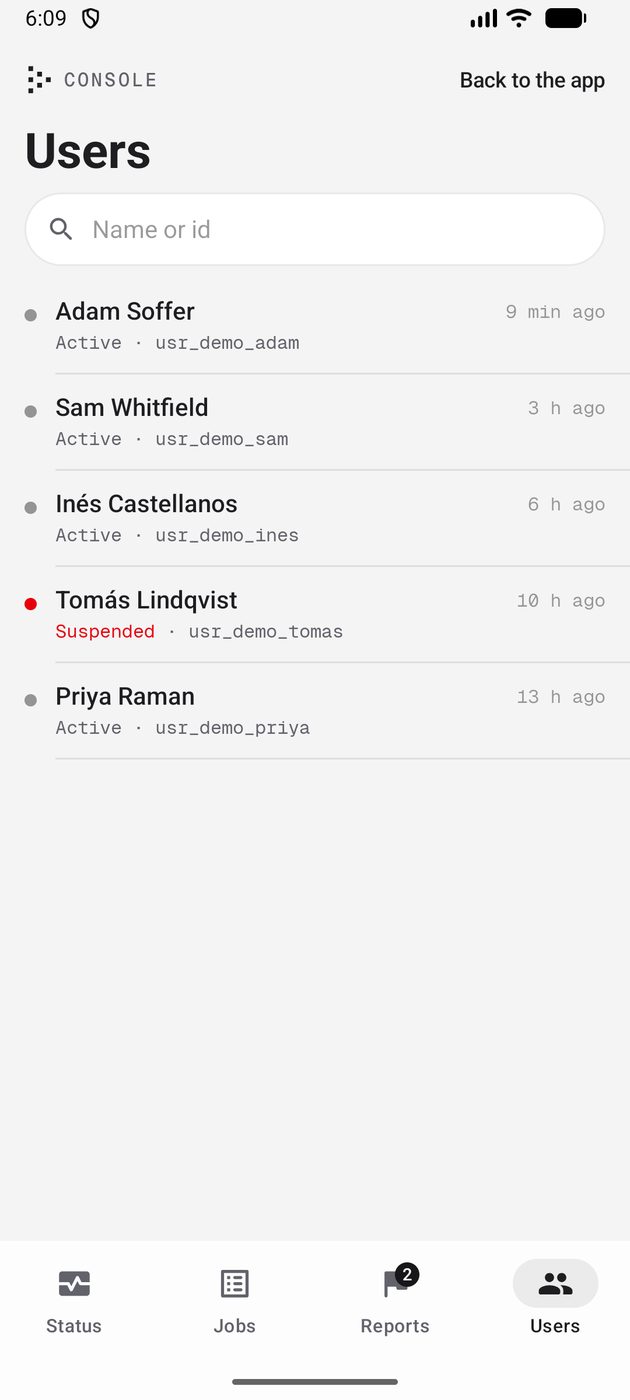 6:09
CONSOLE
Back to the app
Users
Name or id
Adam Soffer
9 min ago
Active · usr_demo_adam
Sam Whitfield
3 h ago
Active · usr_demo_sam
Inés Castellanos
6 h ago
Active · usr_demo_ines
Tomás Lindqvist
10 h ago
Suspended · usr_demo_tomas
Priya Raman
13 h ago
Active · usr_demo_priya
2
Status
Jobs
Reports
Users